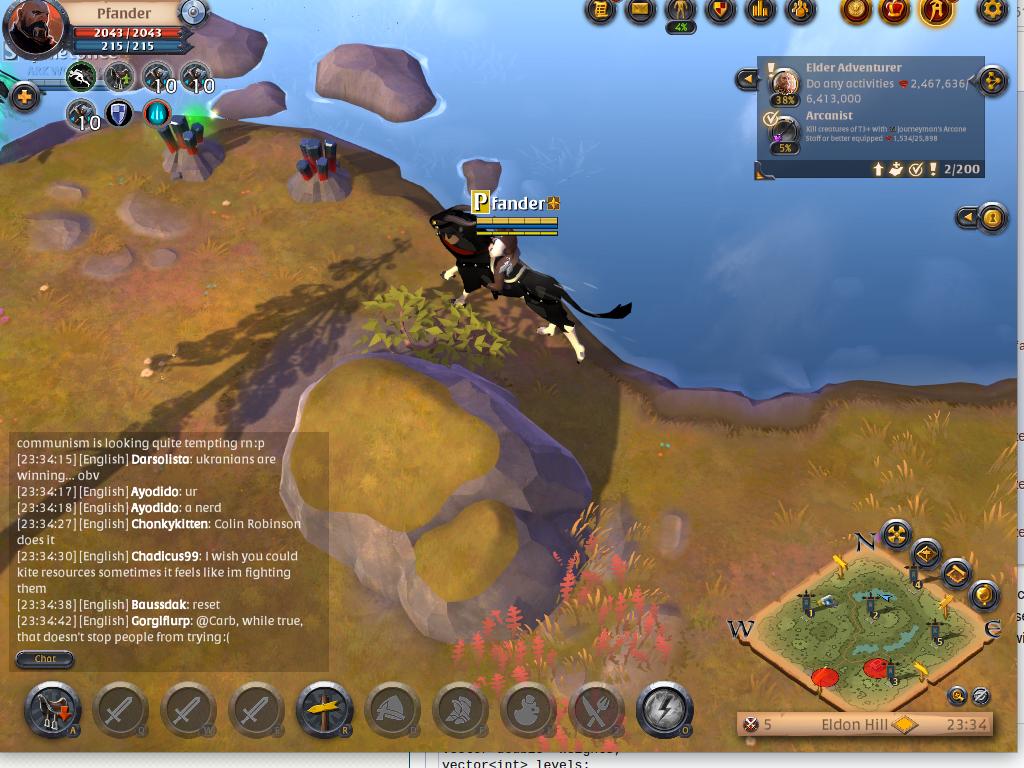 Pfander
2043/2043
215/215
10
10
10
4%
Elder Adventurer
Do any activities 2,467,636/
6,413,000
38%
Arcanist
Kill creatures of T3+ with a Journeyman's Arcane
Staff or better equipped 1,534/25,898
5%
2/200
Pfander
communism is looking quite tempting rn:p
[23:34:15][English] Darsolista: ukranians are
winning... obv
[23:34:17][English] Ayodido: ur
[23:34:18][English] Ayodido: a nerd
[23:34:27][English] Chonkykitten: Colin Robinson
does it
[23:34:30][English] Chadicus99: I wish you could
kite resources sometimes it feels like im fighting
them
[23:34:38][English] Baussdak: reset
[23:34:42][English] Gorgiflurp: @Carb, while true,
that doesn't stop people from trying:(
Chat
A
Q
W
E
R
D
F
O
N
W
E
1
2
3
4
5
5
Eldon Hill
23:34
vector<int> levels;